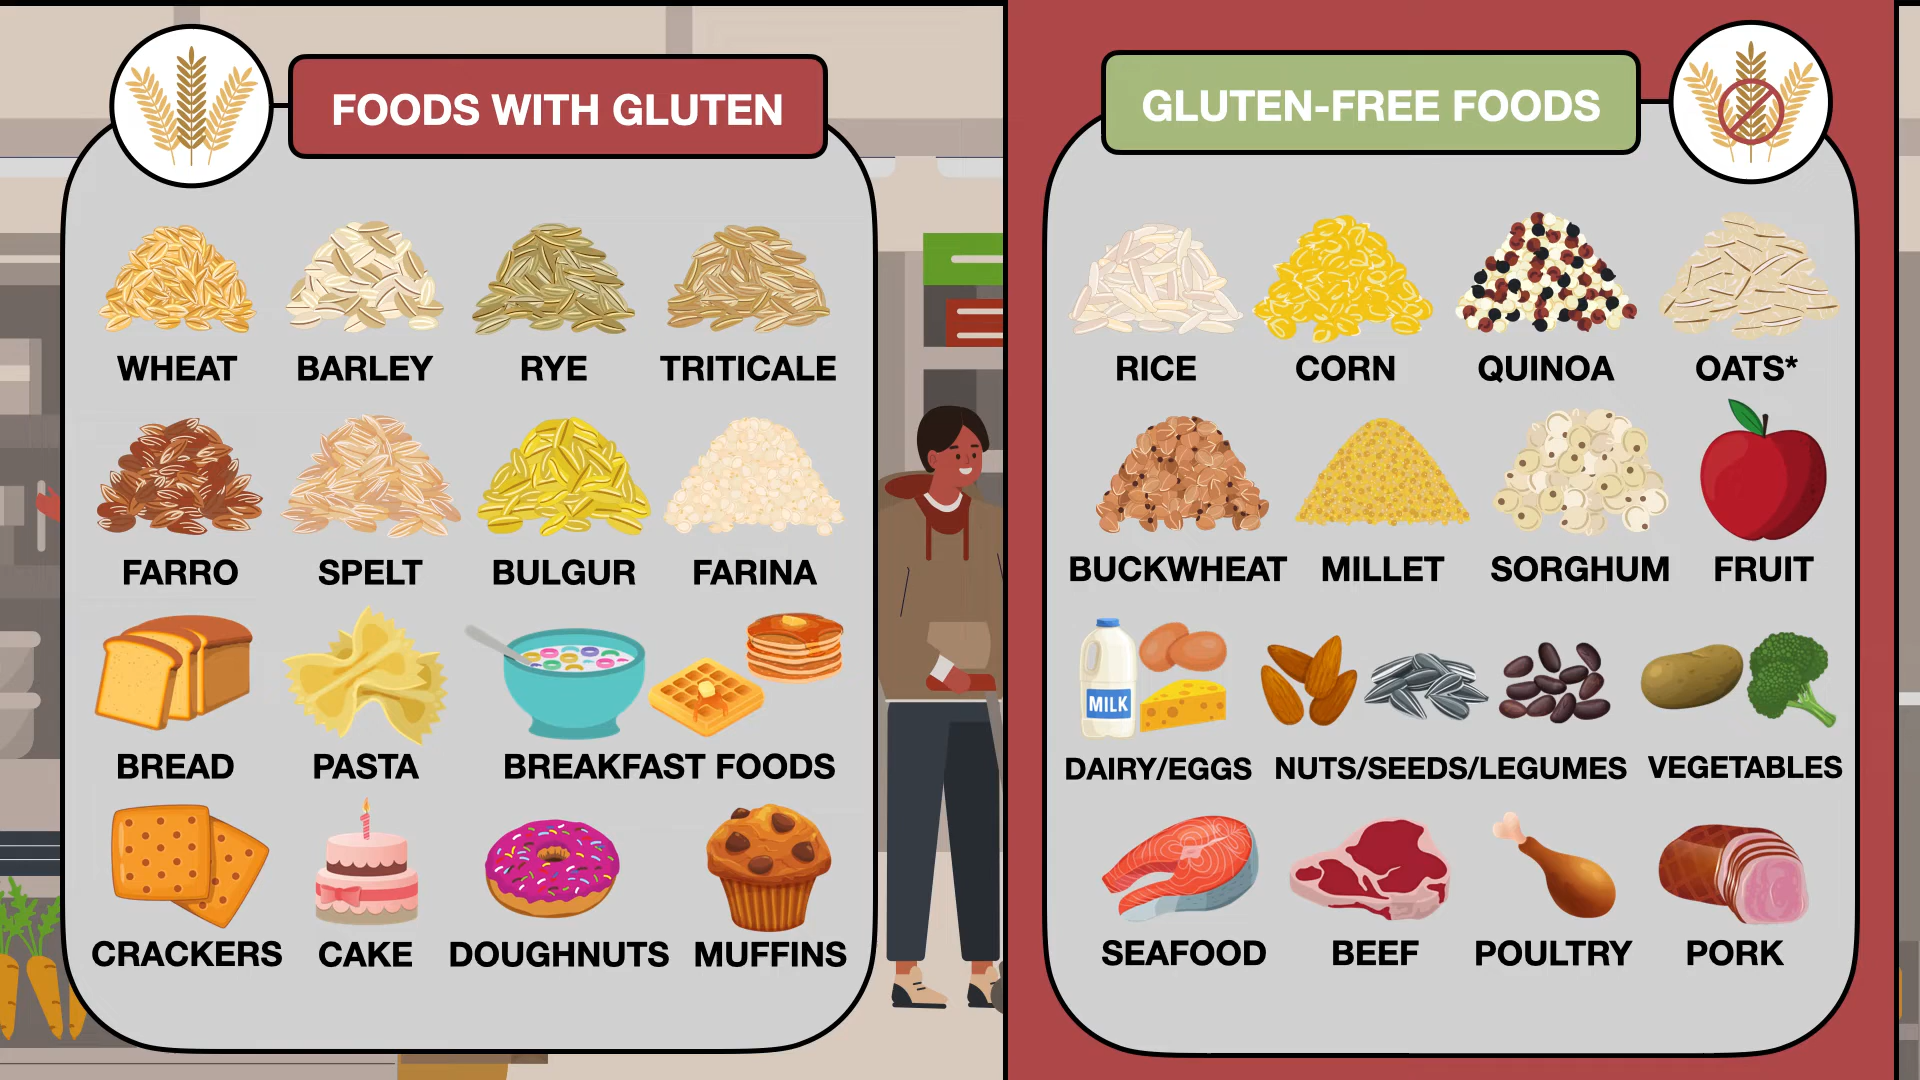 FOODS WITH GLUTEN
WHEAT BARLEY RYE TRITICALE
FARRO SPELT BULGUR FARINA
BREAD PASTA BREAKFAST FOODS
CRACKERS CAKE DOUGHNUTS MUFFINS
GLUTEN-FREE FOODS
RICE CORN QUINOA OATS*
BUCKWHEAT MILLET SORGHUM FRUIT
MILK
DAIRY/EGGS NUTS/SEEDS/LEGUMES VEGETABLES
SEAFOOD BEEF POULTRY PORK